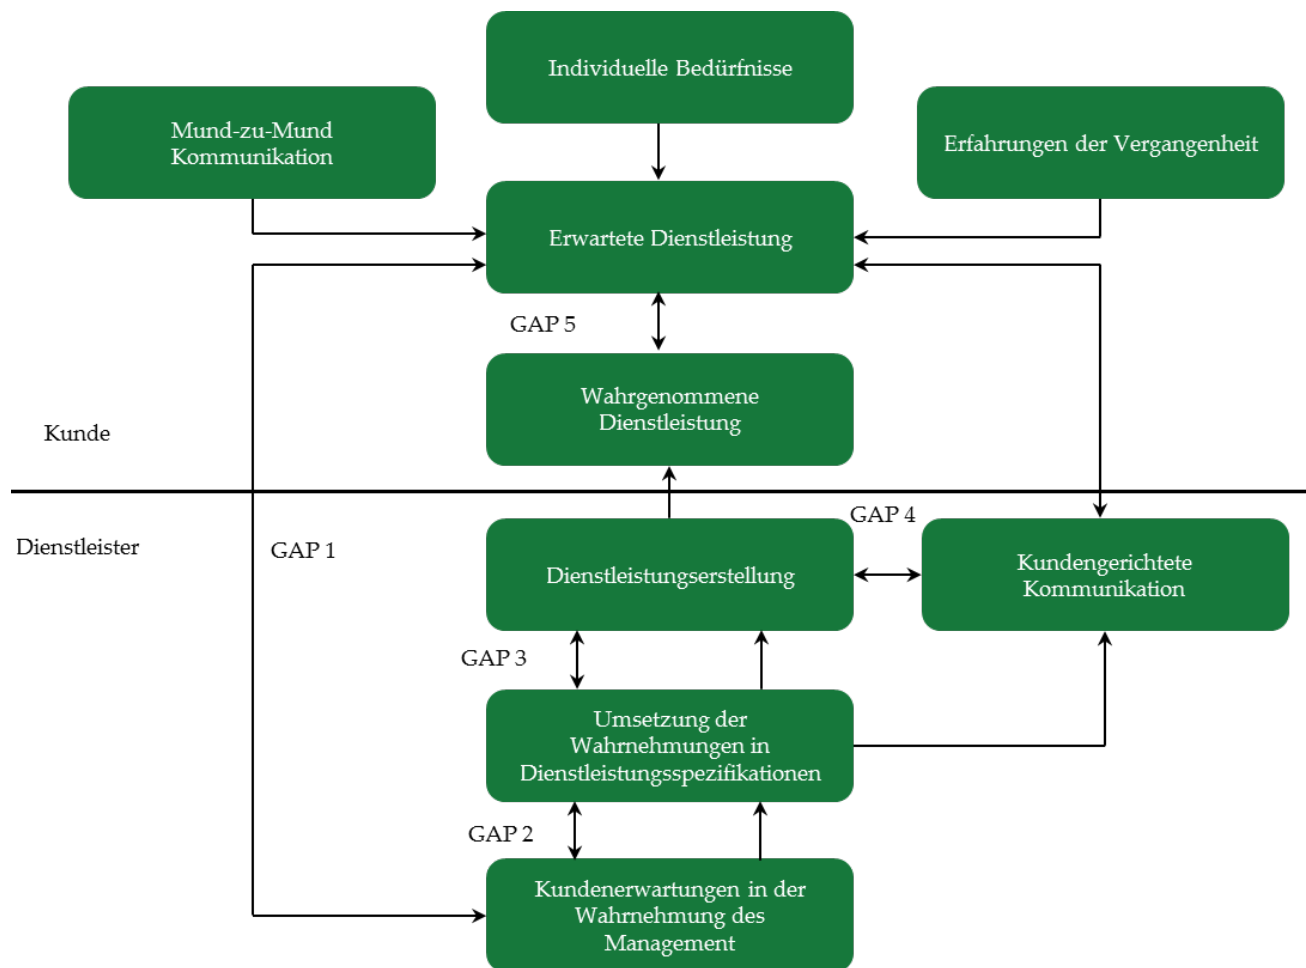 Individuelle Bedürfnisse
Mund-zu-Mund
Kommunikation
Erfahrungen der Vergangenheit
Erwartete Dienstleistung
GAP 5
Wahrgenommene
Dienstleistung
Kunde
Dienstleister
GAP 1
GAP 4
Dienstleistungserstellung
Kundengerichtete
Kommunikation
GAP 3
Umsetzung der
Wahrnehmungen in
Dienstleistungsspezifikationen
GAP 2
Kundenerwartungen in der
Wahrnehmung des
Management